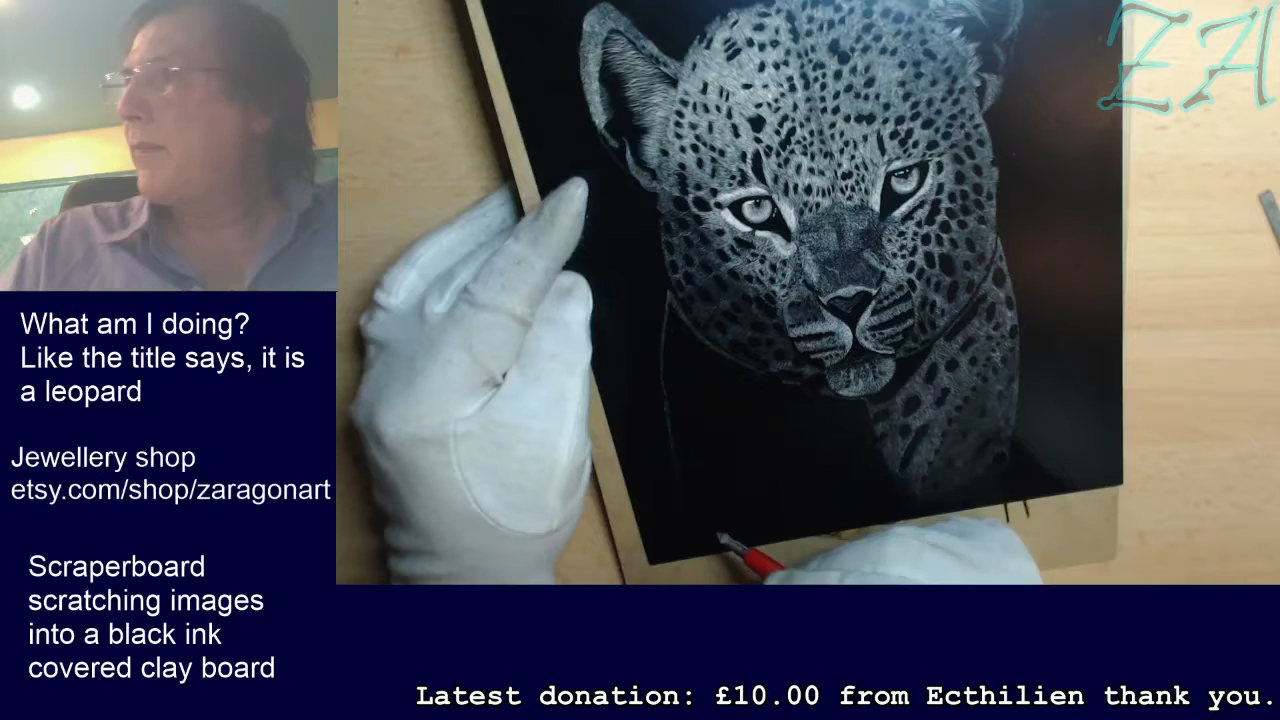 ZA
What am I doing?
Like the title says, it is
a leopard
Jewellery shop
etsy.com/shop/zaragonart
Scraperboard
scratching images
into a black ink
covered clay board
Latest donation: £10.00 from Ecthilien thank you.